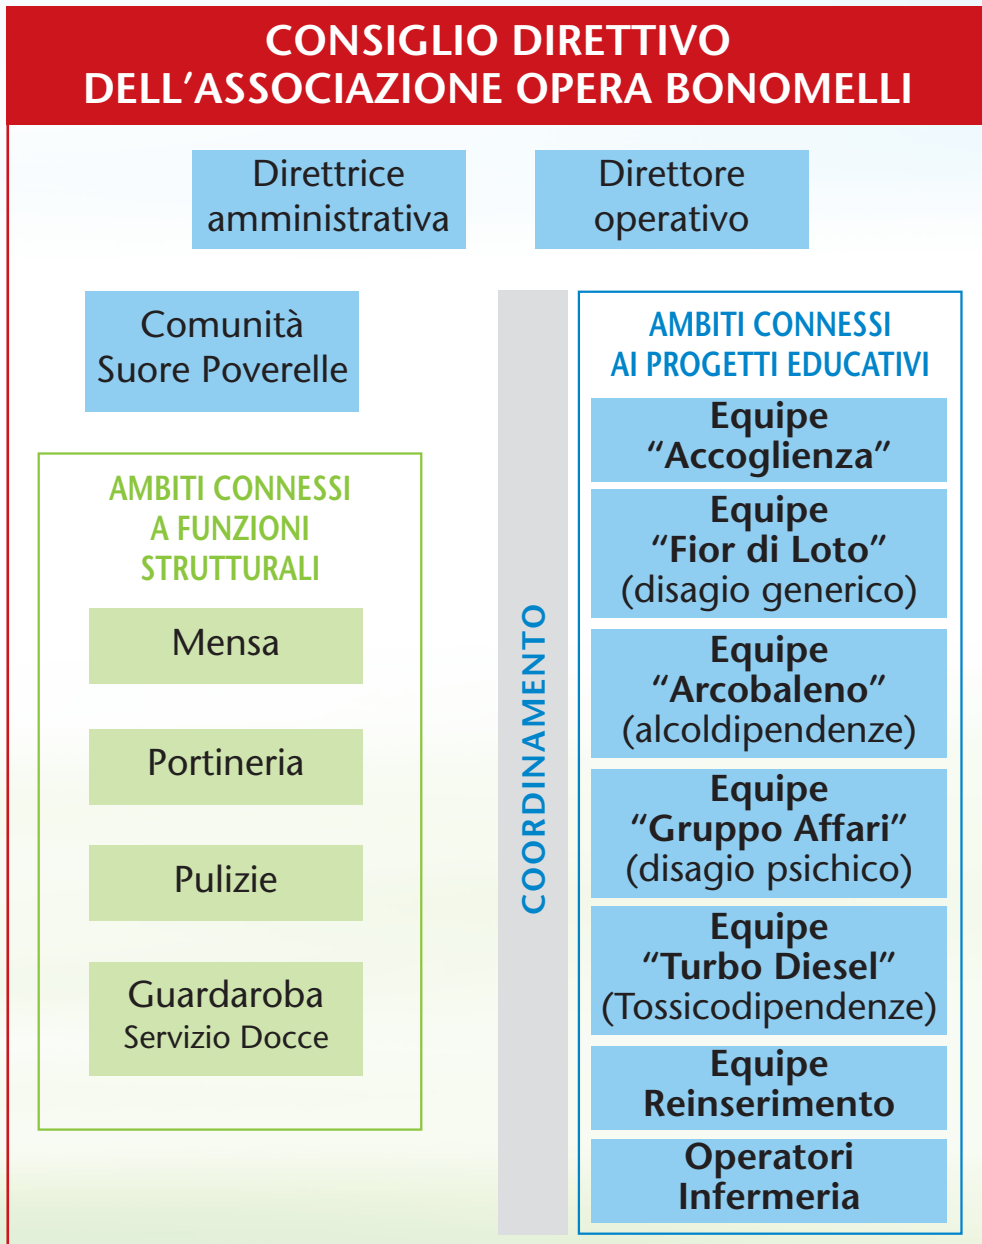 CONSIGLIO DIRETTIVO
DELL'ASSOCIAZIONE OPERA BONOMELLI
Direttrice
amministrativa
Direttore
operativo
Comunità
Suore Poverelle
AMBITI CONNESSI
A FUNZIONI
STRUTTURALI
Mensa
Portineria
Pulizie
Guardaroba
Servizio Docce
COORDINAMENTO
AMBITI CONNESSI
AI PROGETTI EDUCATIVI
Equipe
“Accoglienza”
Equipe
“Fior di Loto”
(disagio generico)
Equipe
“Arcobaleno”
(alcoldipendenze)
Equipe
“Gruppo Affari”
(disagio psichico)
Equipe
“Turbo Diesel”
(Tossicodipendenze)
Equipe
Reinserimento
Operatori
Infermeria